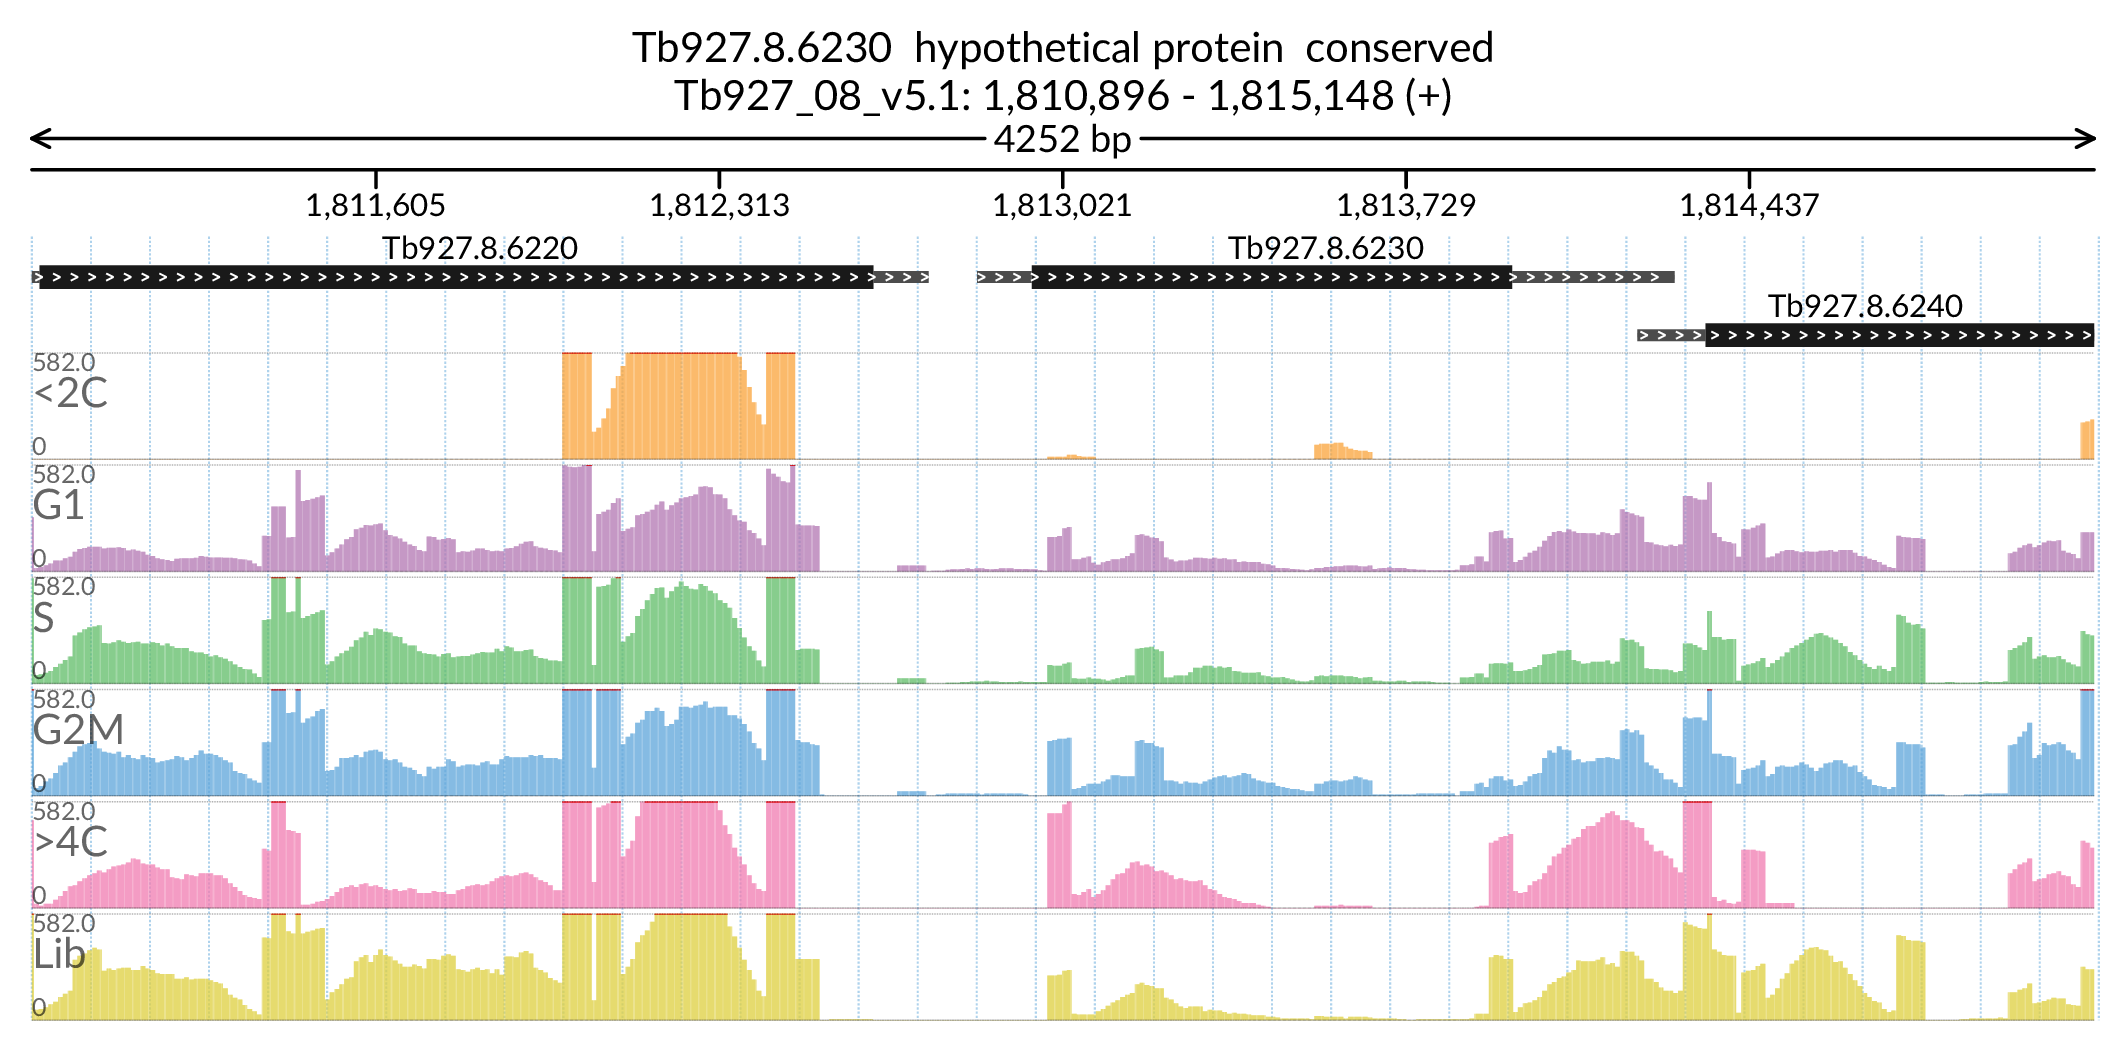 Tb927.8.6230  hypothetical protein  conserved
Tb927_08_v5.1: 1,810,896 - 1,815,148 (+)
4252 bp
1,811,605 1,812,313 1,813,021 1,813,729 1,814,437
Tb927.8.6220 Tb927.8.6230
Tb927.8.6240
582.0
<2C
0
582.0
G1
0
582.0
S
0
582.0
G2M
0
582.0
>4C
0
582.0
Lib
0